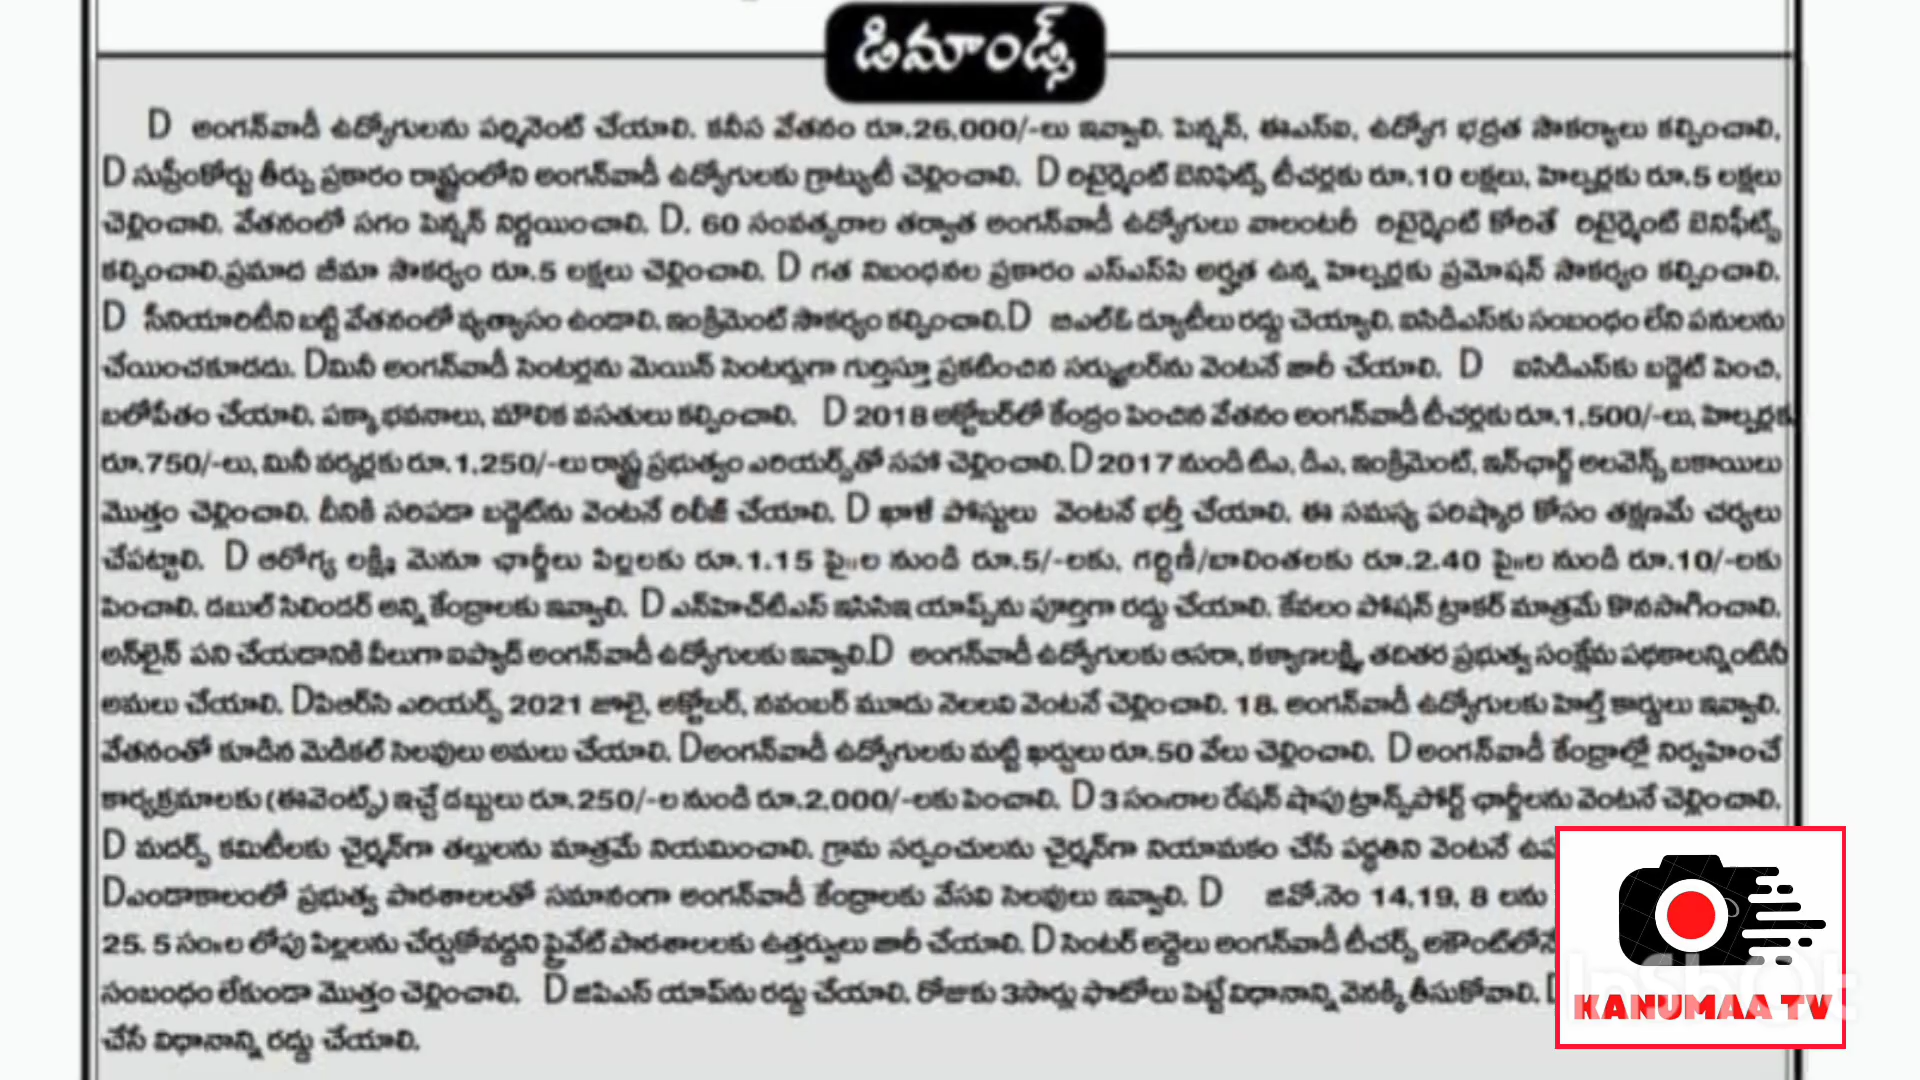 డిమాండ్స్
D అంగన్‌వాడీ ఉద్యోగులను పర్మినెంట్ చేయాలి. కనీస వేతనం రూ.26,000/-లు ఇవ్వాలి. పెన్షన్, ఈఎస్ఐ, ఉద్యోగ భద్రత సౌకర్యాలు కల్పించాలి,
D సుప్రీంకోర్టు తీర్పు ప్రకారం రాష్ట్రంలోని అంగన్‌వాడీ ఉద్యోగులకు గ్రాట్యుటీ చెల్లించాలి. D రిటైర్మెంట్ బెనిఫిట్స్ టీచర్లకు రూ.10 లక్షలు, హెల్పర్లకు రూ.5 లక్షలు
చెల్లించాలి. వేతనంలో సగం పెన్షన్ నిర్ణయించాలి. D. 60 సంవత్సరాల తర్వాత అంగన్‌వాడీ ఉద్యోగులు వాలంటరీ రిటైర్మెంట్ కోరితే రిటైర్మెంట్ బెనిఫీట్స్
కల్పించాలి.ప్రమాద బీమా సౌకర్యం రూ.5 లక్షలు చెల్లించాలి. D గత నిబంధనల ప్రకారం ఎస్ఎస్‌సి అర్హత ఉన్న హెల్పర్లకు ప్రమోషన్ సౌకర్యం కల్పించాలి.
D సీనియారిటీని బట్టి వేతనంలో వ్యత్యాసం ఉండాలి. ఇంక్రిమెంట్ సౌకర్యం కల్పించాలి.D బిఎల్ఓ డ్యూటీలు రద్దు చెయ్యాలి. ఐసిడిఎస్‌కు సంబంధం లేని పనులను
చేయించకూడదు. Dమినీ అంగన్‌వాడీ సెంటర్లను మెయిన్ సెంటర్లుగా గుర్తిస్తూ ప్రకటించిన సర్క్యులర్‌ను వెంటనే జారీ చేయాలి. D ఐసిడిఎస్‌కు బడ్జెట్ పెంచి,
బలోపేతం చేయాలి. పక్కా భవనాలు, మౌలిక వసతులు కల్పించాలి. D 2018 అక్టోబర్‌లో కేంద్రం పెంచిన వేతనం అంగన్‌వాడీ టీచర్లకు రూ.1,500/-లు,
రూ.750/-లు, మినీ వర్కర్లకు రూ.1,250/-లు రాష్ట్ర ప్రభుత్వం ఎరియర్స్‌తో సహా చెల్లించాలి.D 2017 నుండి టీఎ, డిఎ, ఇంక్రిమెంట్, ఇన్‌ఛార్జ్ అలవెన్స్ బకాయిలు
మొత్తం చెల్లించాలి. దీనికి సరిపడా బడ్జెట్‌ను వెంటనే రిలీజ్ చేయాలి. D ఖాళీ పోస్టులు వెంటనే భర్తీ చేయాలి. ఈ సమస్య పరిష్కార కోసం తక్షణమే చర్యలు
చేపట్టాలి. D ఆరోగ్య లక్ష్మి మెనూ ఛార్జీలు పిల్లలకు రూ.1.15 పై॥ల నుండి రూ.5/-లకు, గర్భిణీ/బాలింతలకు రూ.2.40 పై॥ల నుండి రూ.10/-లకు
పెంచాలి. డబుల్ సిలిండర్ అన్ని కేంద్రాలకు ఇవ్వాలి. D ఎన్‌హెచ్‌టిఎస్ ఇసిసిఇ యాప్స్‌ను పూర్తిగా రద్దు చేయాలి. కేవలం పోషన్ ట్రాకర్ మాత్రమే కొనసాగించాలి.
అన్‌లైన్ పని చేయడానికి వీలుగా ఐప్యాడ్ అంగన్‌వాడీ ఉద్యోగులకు ఇవ్వాలి.D అంగన్‌వాడీ ఉద్యోగులకు ఆసరా, కళ్యాణలక్ష్మి, తదితర ప్రభుత్వ సంక్షేమ పథకాలన్నింటినీ
అమలు చేయాలి. Dపిఆర్‌సి ఎరియర్స్ 2021 జూలై, అక్టోబర్, నవంబర్ మూడు నెలలవి వెంటనే చెల్లించాలి. 18. అంగన్‌వాడీ ఉద్యోగులకు హెల్త్ కార్డులు ఇవ్వాలి.
వేతనంతో కూడిన మెడికల్ సెలవులు అమలు చేయాలి. Dఅంగన్‌వాడీ ఉద్యోగులకు మట్టి ఖర్చులు రూ.50 వేలు చెల్లించాలి. D అంగన్‌వాడీ కేంద్రాల్లో నిర్వహించే
కార్యక్రమాలకు (ఈవెంట్స్) ఇచ్చే డబ్బులు రూ.250/-ల నుండి రూ.2,000/-లకు పెంచాలి. D 3 సం॥రాల రేషన్ షాపు ట్రాన్స్‌పోర్ట్ ఛార్జీలను వెంటనే చెల్లించాలి.
D మదర్స్ కమిటీలకు చైర్మన్‌గా తల్లులను మాత్రమే నియమించాలి. గ్రామ సర్పంచులను చైర్మన్‌గా నియామకం చేసే పద్ధతిని వెంటనే
Dఎండాకాలంలో ప్రభుత్వ పాఠశాలలతో సమానంగా అంగన్‌వాడీ కేంద్రాలకు వేసవి సెలవులు ఇవ్వాలి. D జివో.నెం 14,19, 8 లను
25. 5 సం॥ల లోపు పిల్లలను చేర్చుకోవద్దని ప్రైవేట్ పాఠశాలలకు ఉత్తర్వులు జారీ చేయాలి. D సెంటర్ అద్దెలు అంగన్‌వాడీ టీచర్స్
సంబంధం లేకుండా మొత్తం చెల్లించాలి. D జిపిఎస్ యాప్‌ను రద్దు చేయాలి. రోజుకు 3సార్లు ఫొటోలు పెట్టే విధానాన్ని వెనక్కి తీసుకోవాలి.
చేసే విధానాన్ని రద్దు చేయాలి.
KANUMAA TV
InShOt